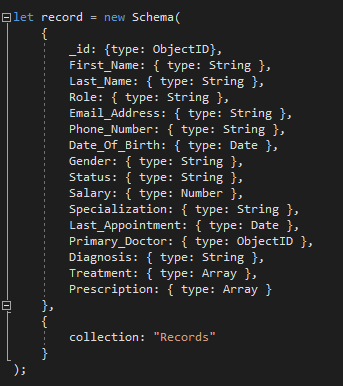 let record = new Schema(
    {
        _id: {type: ObjectID},
        First_Name: { type: String },
        Last_Name: { type: String },
        Role: { type: String },
        Email_Address: { type: String },
        Phone_Number: { type: String },
        Date_Of_Birth: { type: Date },
        Gender: { type: String },
        Status: { type: String },
        Salary: { type: Number },
        Specialization: { type: String },
        Last_Appointment: { type: Date },
        Primary_Doctor: { type: ObjectID },
        Diagnosis: { type: String },
        Treatment: { type: Array },
        Prescription: { type: Array }
    },
    {
        collection: "Records"
    }
);